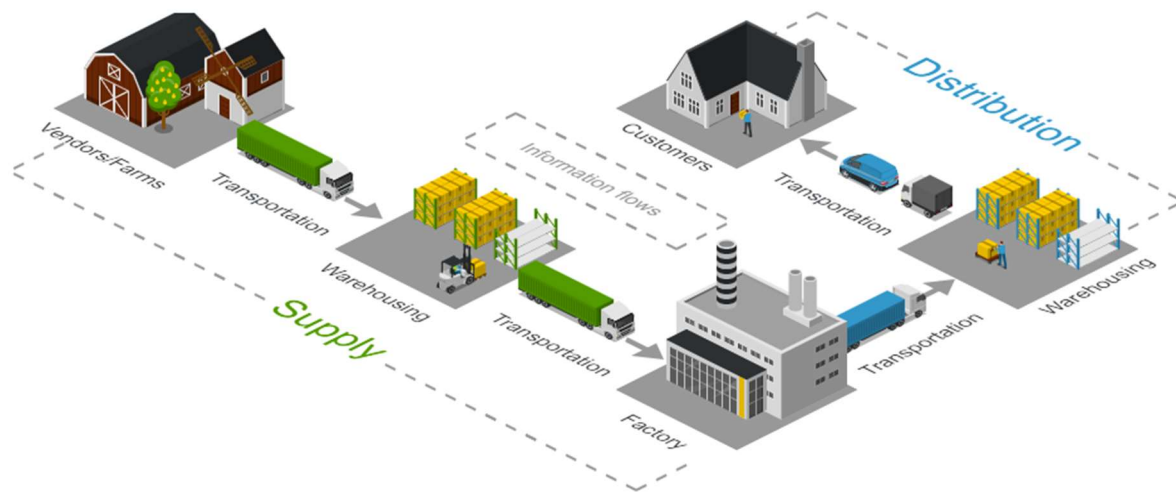 Vendors/Farms
Transportation
Warehousing
Supply
Transportation
Factory
Information flows
Transportation
Warehousing
Transportation
Customers
Distribution